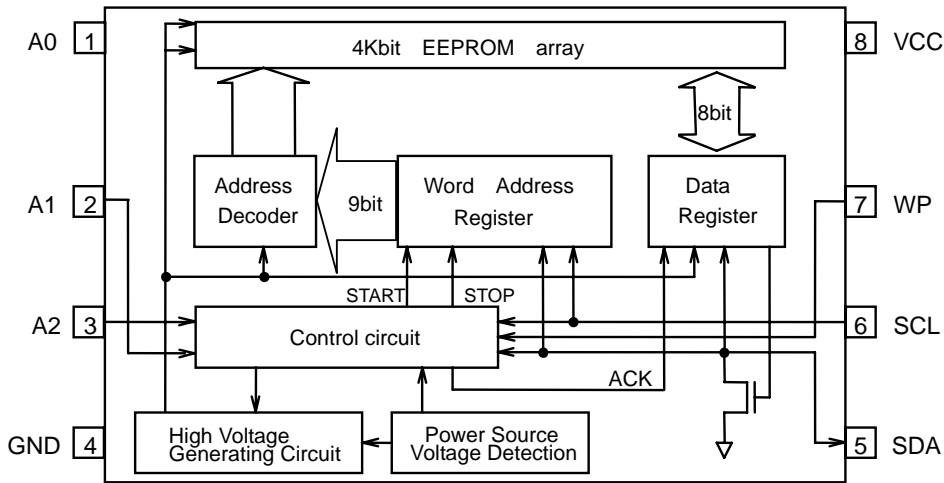 A0 1
4Kbit EEPROM array
8 VCC
8bit
A1 2
Address
Decoder
9bit
Word Address
Register
Data
Register
7 WP
START
STOP
A2 3
Control circuit
6 SCL
ACK
GND 4
High Voltage
Generating Circuit
Power Source
Voltage Detection
5 SDA